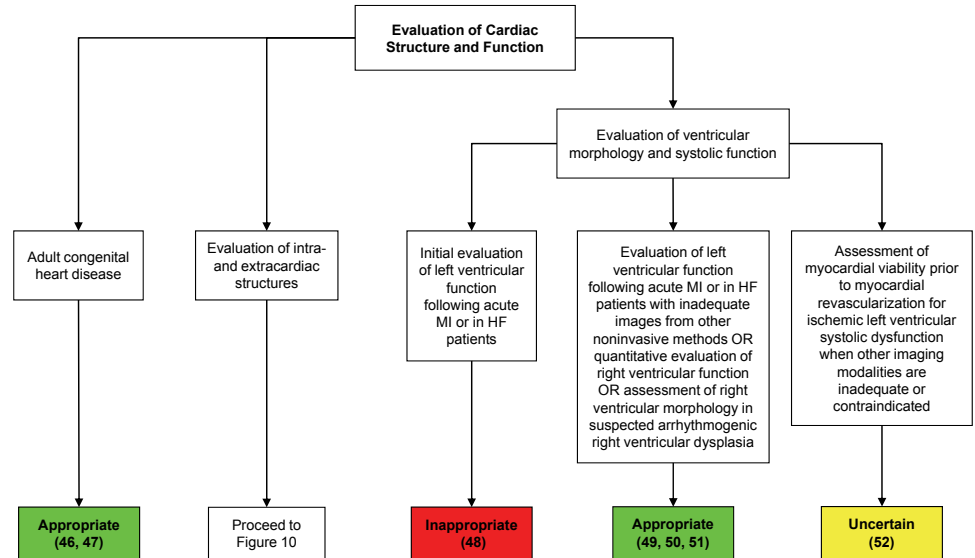 Evaluation of Cardiac
Structure and Function
Evaluation of ventricular
morphology and systolic function
Adult congenital
heart disease
Evaluation of intra-
and extracardiac
structures
Initial evaluation
of left ventricular
function
following acute
MI or in HF
patients
Evaluation of left
ventricular function
following acute MI or in HF
patients with inadequate
images from other
noninvasive methods OR
quantitative evaluation of
right ventricular function
OR assessment of right
ventricular morphology in
suspected arrhythmogenic
right ventricular dysplasia
Assessment of
myocardial viability prior
to myocardial
revascularization for
ischemic left ventricular
systolic dysfunction
when other imaging
modalities are
inadequate or
contraindicated
Appropriate
(46, 47)
Proceed to
Figure 10
Inappropriate
(48)
Appropriate
(49, 50, 51)
Uncertain
(52)